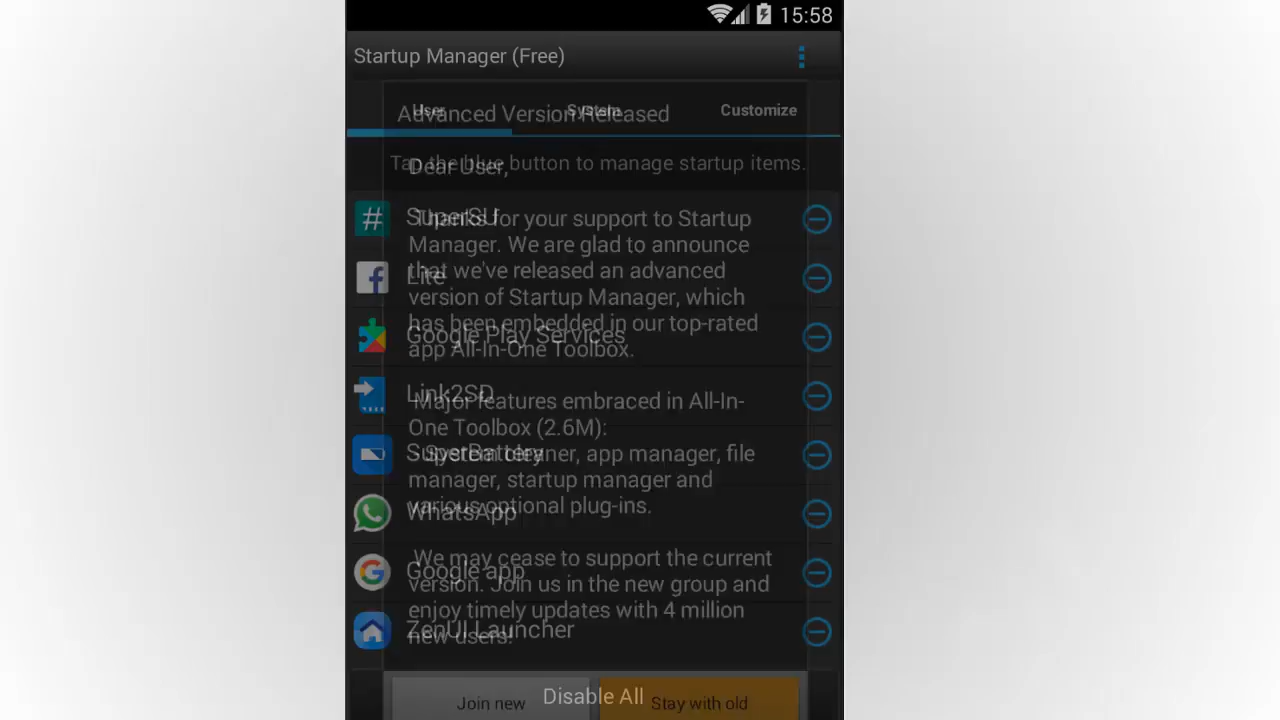 15:58
Startup Manager (Free)
User System Customize
Tap the blue button to manage startup items.
SuperSU
Lite
Google Play Services
Link2SD
SuperBattery
WhatsApp
Google app
ZenUI Launcher
Disable All
Advanced Version Released
Dear User,
Thanks for your support to Startup
Manager. We are glad to announce
that we've released an advanced
version of Startup Manager, which
has been embedded in our top-rated
app All-In-One Toolbox.
Major features embraced in All-In-
One Toolbox (2.6M):
- System cleaner, app manager, file
manager, startup manager and
various optional plug-ins.
We may cease to support the current
version. Join us in the new group and
enjoy timely updates with 4 million
new users!
Join new Stay with old